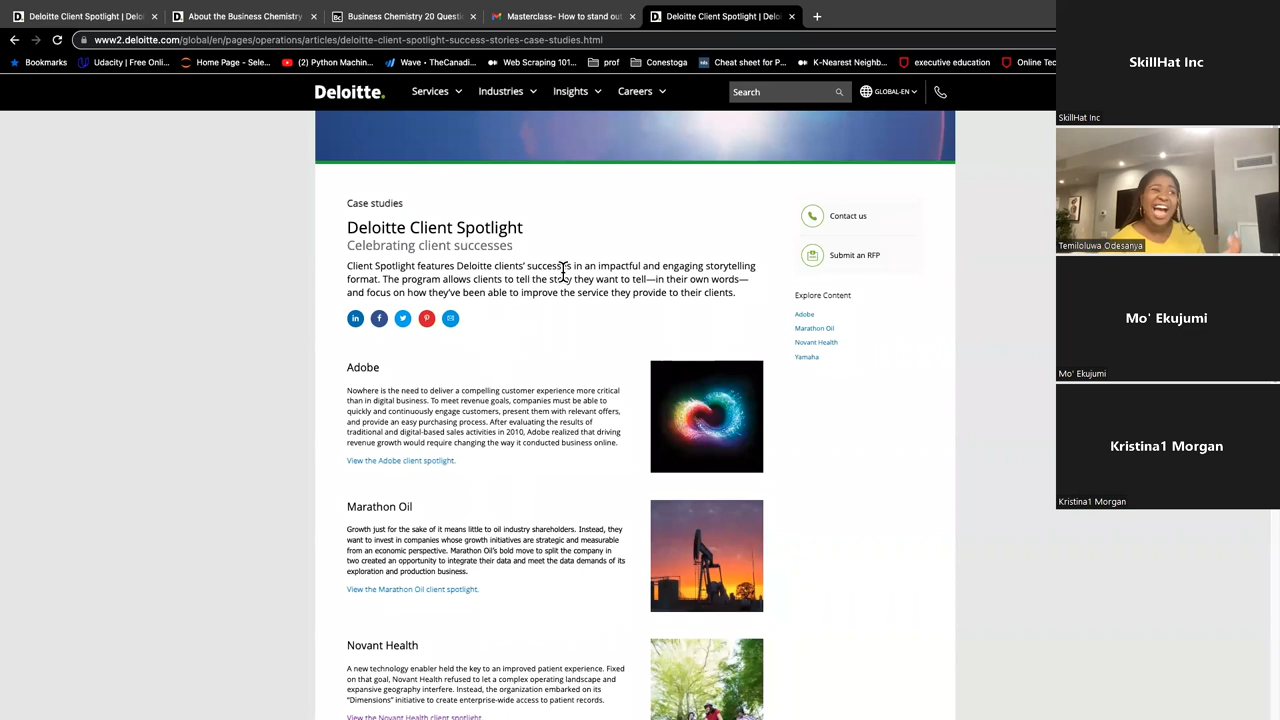 Deloitte Client Spotlight | Delo
About the Business Chemistry
Business Chemistry 20 Questi
Masterclass- How to stand out
Deloitte Client Spotlight | Delo
www2.deloitte.com/global/en/pages/operations/articles/deloitte-client-spotlight-success-stories-case-studies.html
Bookmarks
Udacity | Free Onli...
Home Page - Sele...
(2) Python Machin...
Wave • TheCanadi...
Web Scraping 101...
prof
Conestoga
Cheat sheet for P...
K-Nearest Neighb...
executive education
Online Tec
Deloitte.
Services
Industries
Insights
Careers
Search
GLOBAL-EN
Case studies
Deloitte Client Spotlight
Celebrating client successes
Client Spotlight features Deloitte clients' successes in an impactful and engaging storytelling
format. The program allows clients to tell the story they want to tell—in their own words—
and focus on how they've been able to improve the service they provide to their clients.
Contact us
Submit an RFP
Explore Content
Adobe
Marathon Oil
Novant Health
Yamaha
Adobe
Nowhere is the need to deliver a compelling customer experience more critical
than in digital business. To meet revenue goals, companies must be able to
quickly and continuously engage customers, present them with relevant offers,
and provide an easy purchasing process. After evaluating the results of
traditional and digital-based sales activities in 2010, Adobe realized that driving
revenue growth would require changing the way it conducted business online.
View the Adobe client spotlight.
Marathon Oil
Growth just for the sake of it means little to oil industry shareholders. Instead, they
want to invest in companies whose growth initiatives are strategic and measurable
from an economic perspective. Marathon Oil's bold move to split the company in
two created an opportunity to integrate their data and meet the data demands of its
exploration and production business.
View the Marathon Oil client spotlight.
Novant Health
A new technology enabler held the key to an improved patient experience. Fixed
on that goal, Novant Health refused to let a complex operating landscape and
expansive geography interfere. Instead, the organization embarked on its
"Dimensions" initiative to create enterprise-wide access to patient records.
View the Novant Health client spotlight.
SkillHat Inc
SkillHat Inc
Temiloluwa Odesanya
Mo' Ekujumi
Mo' Ekujumi
Kristina1 Morgan
Kristina1 Morgan